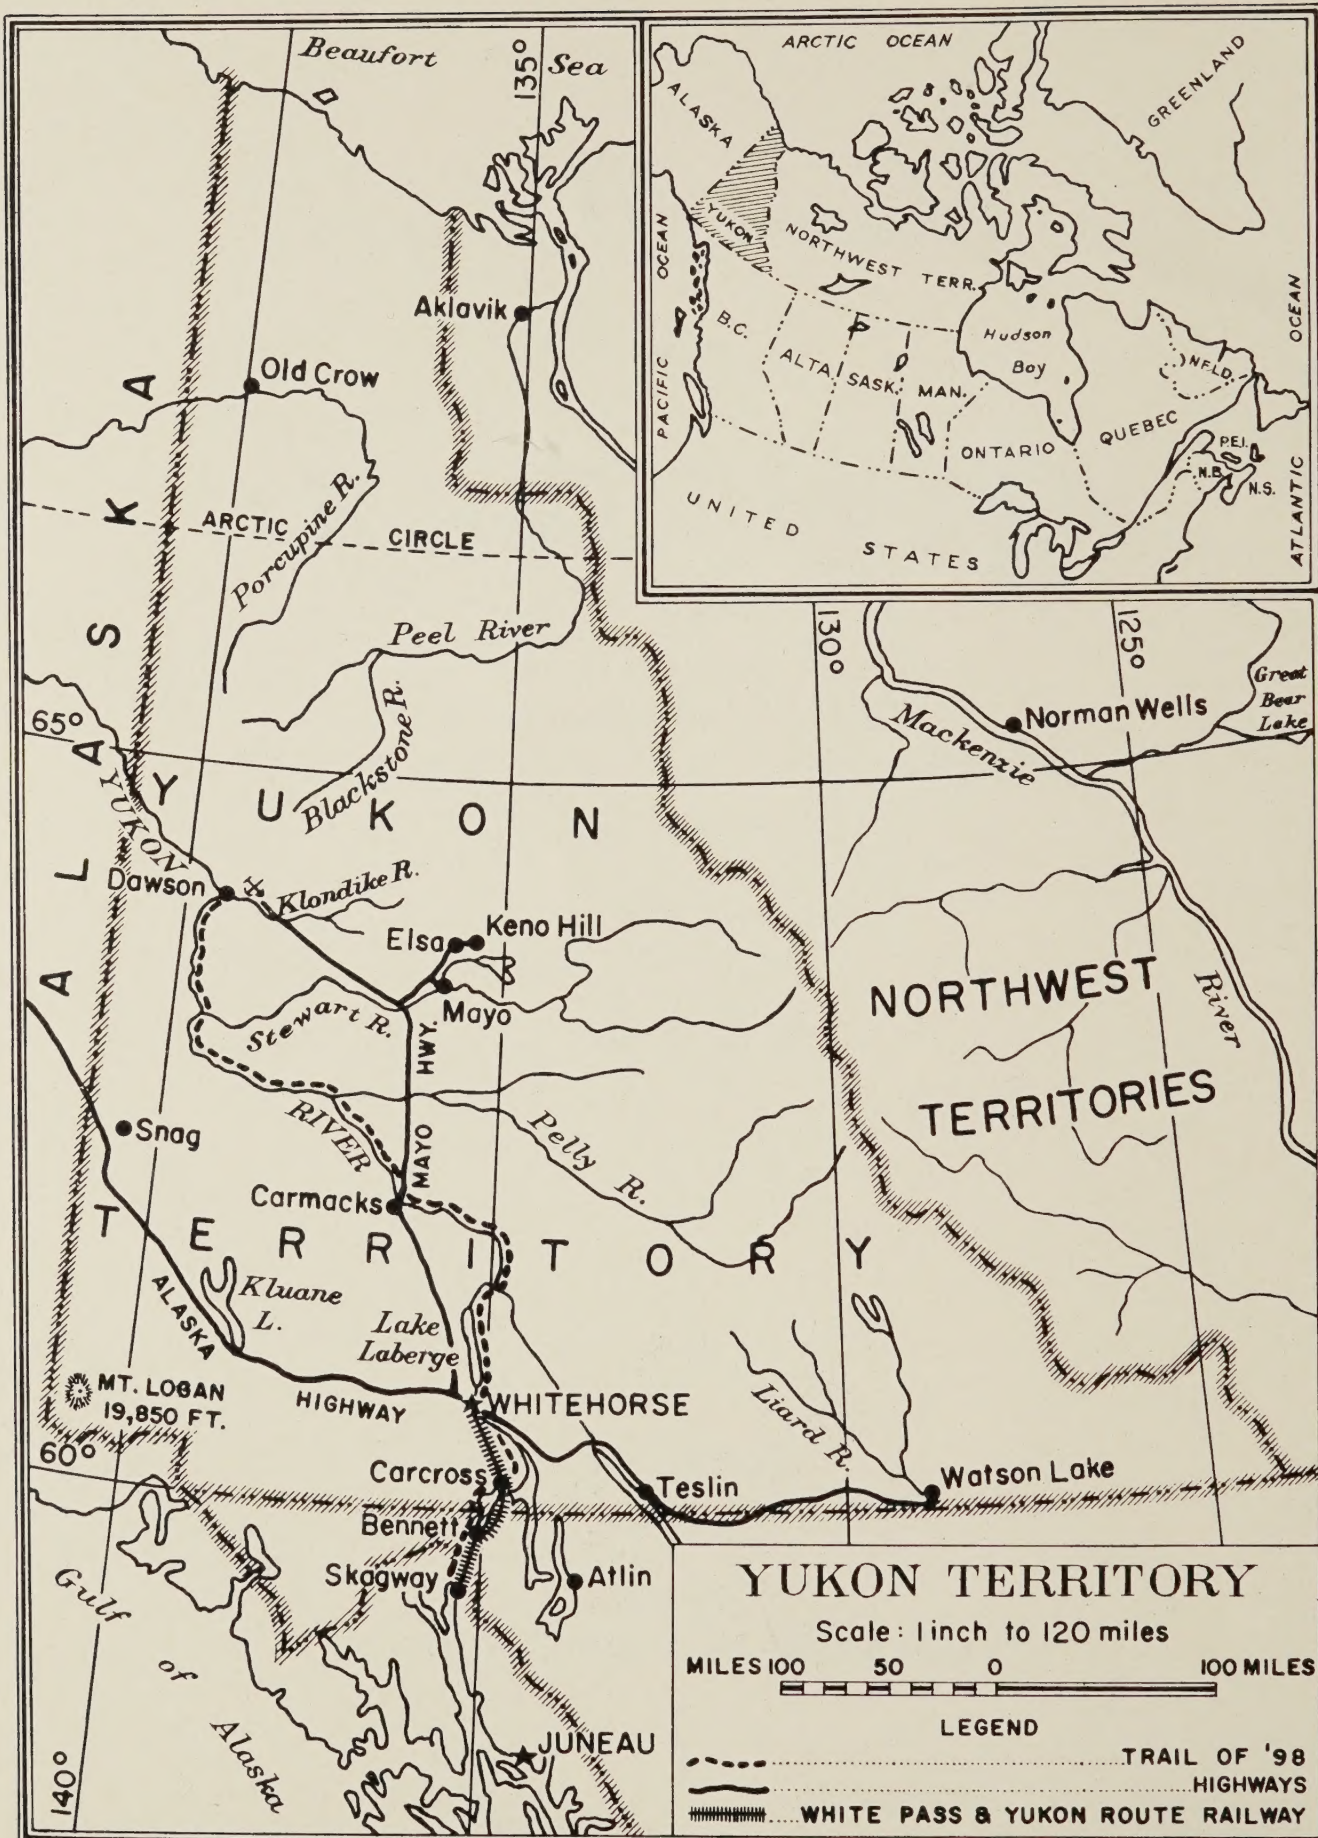 Beaufort Sea
135°
Aklavik
Old Crow
ALASKA
ARCTIC CIRCLE
Porcupine R.
Peel River
Blackstone R.
65°
YUKON
YUKON
Dawson
Klondike R.
Elsa
Keno Hill
Mayo
Stewart R.
MAYO HWY.
Snag
RIVER
Pelly R.
Carmacks
TERRITORY
Kluane
L.
ALASKA
HIGHWAY
Lake
Laberge
MT. LOGAN
19,850 FT.
WHITEHORSE
Liard R.
60°
Carcross
Teslin
Watson Lake
Bennett
Skagway
Atlin
Gulf
of
Alaska
JUNEAU
140°
ARCTIC OCEAN
GREENLAND
ALASKA
YUKON
NORTHWEST TERR.
PACIFIC OCEAN
B.C.
ALTA
SASK.
MAN.
Hudson
Bay
ONTARIO
QUEBEC
NFLD.
P.E.I.
N.B.
N.S.
ATLANTIC OCEAN
UNITED STATES
130°
125°
Great
Bear
Lake
Norman Wells
Mackenzie
River
NORTHWEST
TERRITORIES
YUKON TERRITORY
Scale: 1 inch to 120 miles
MILES 100 50 0 100 MILES
LEGEND
TRAIL OF '98
HIGHWAYS
WHITE PASS & YUKON ROUTE RAILWAY